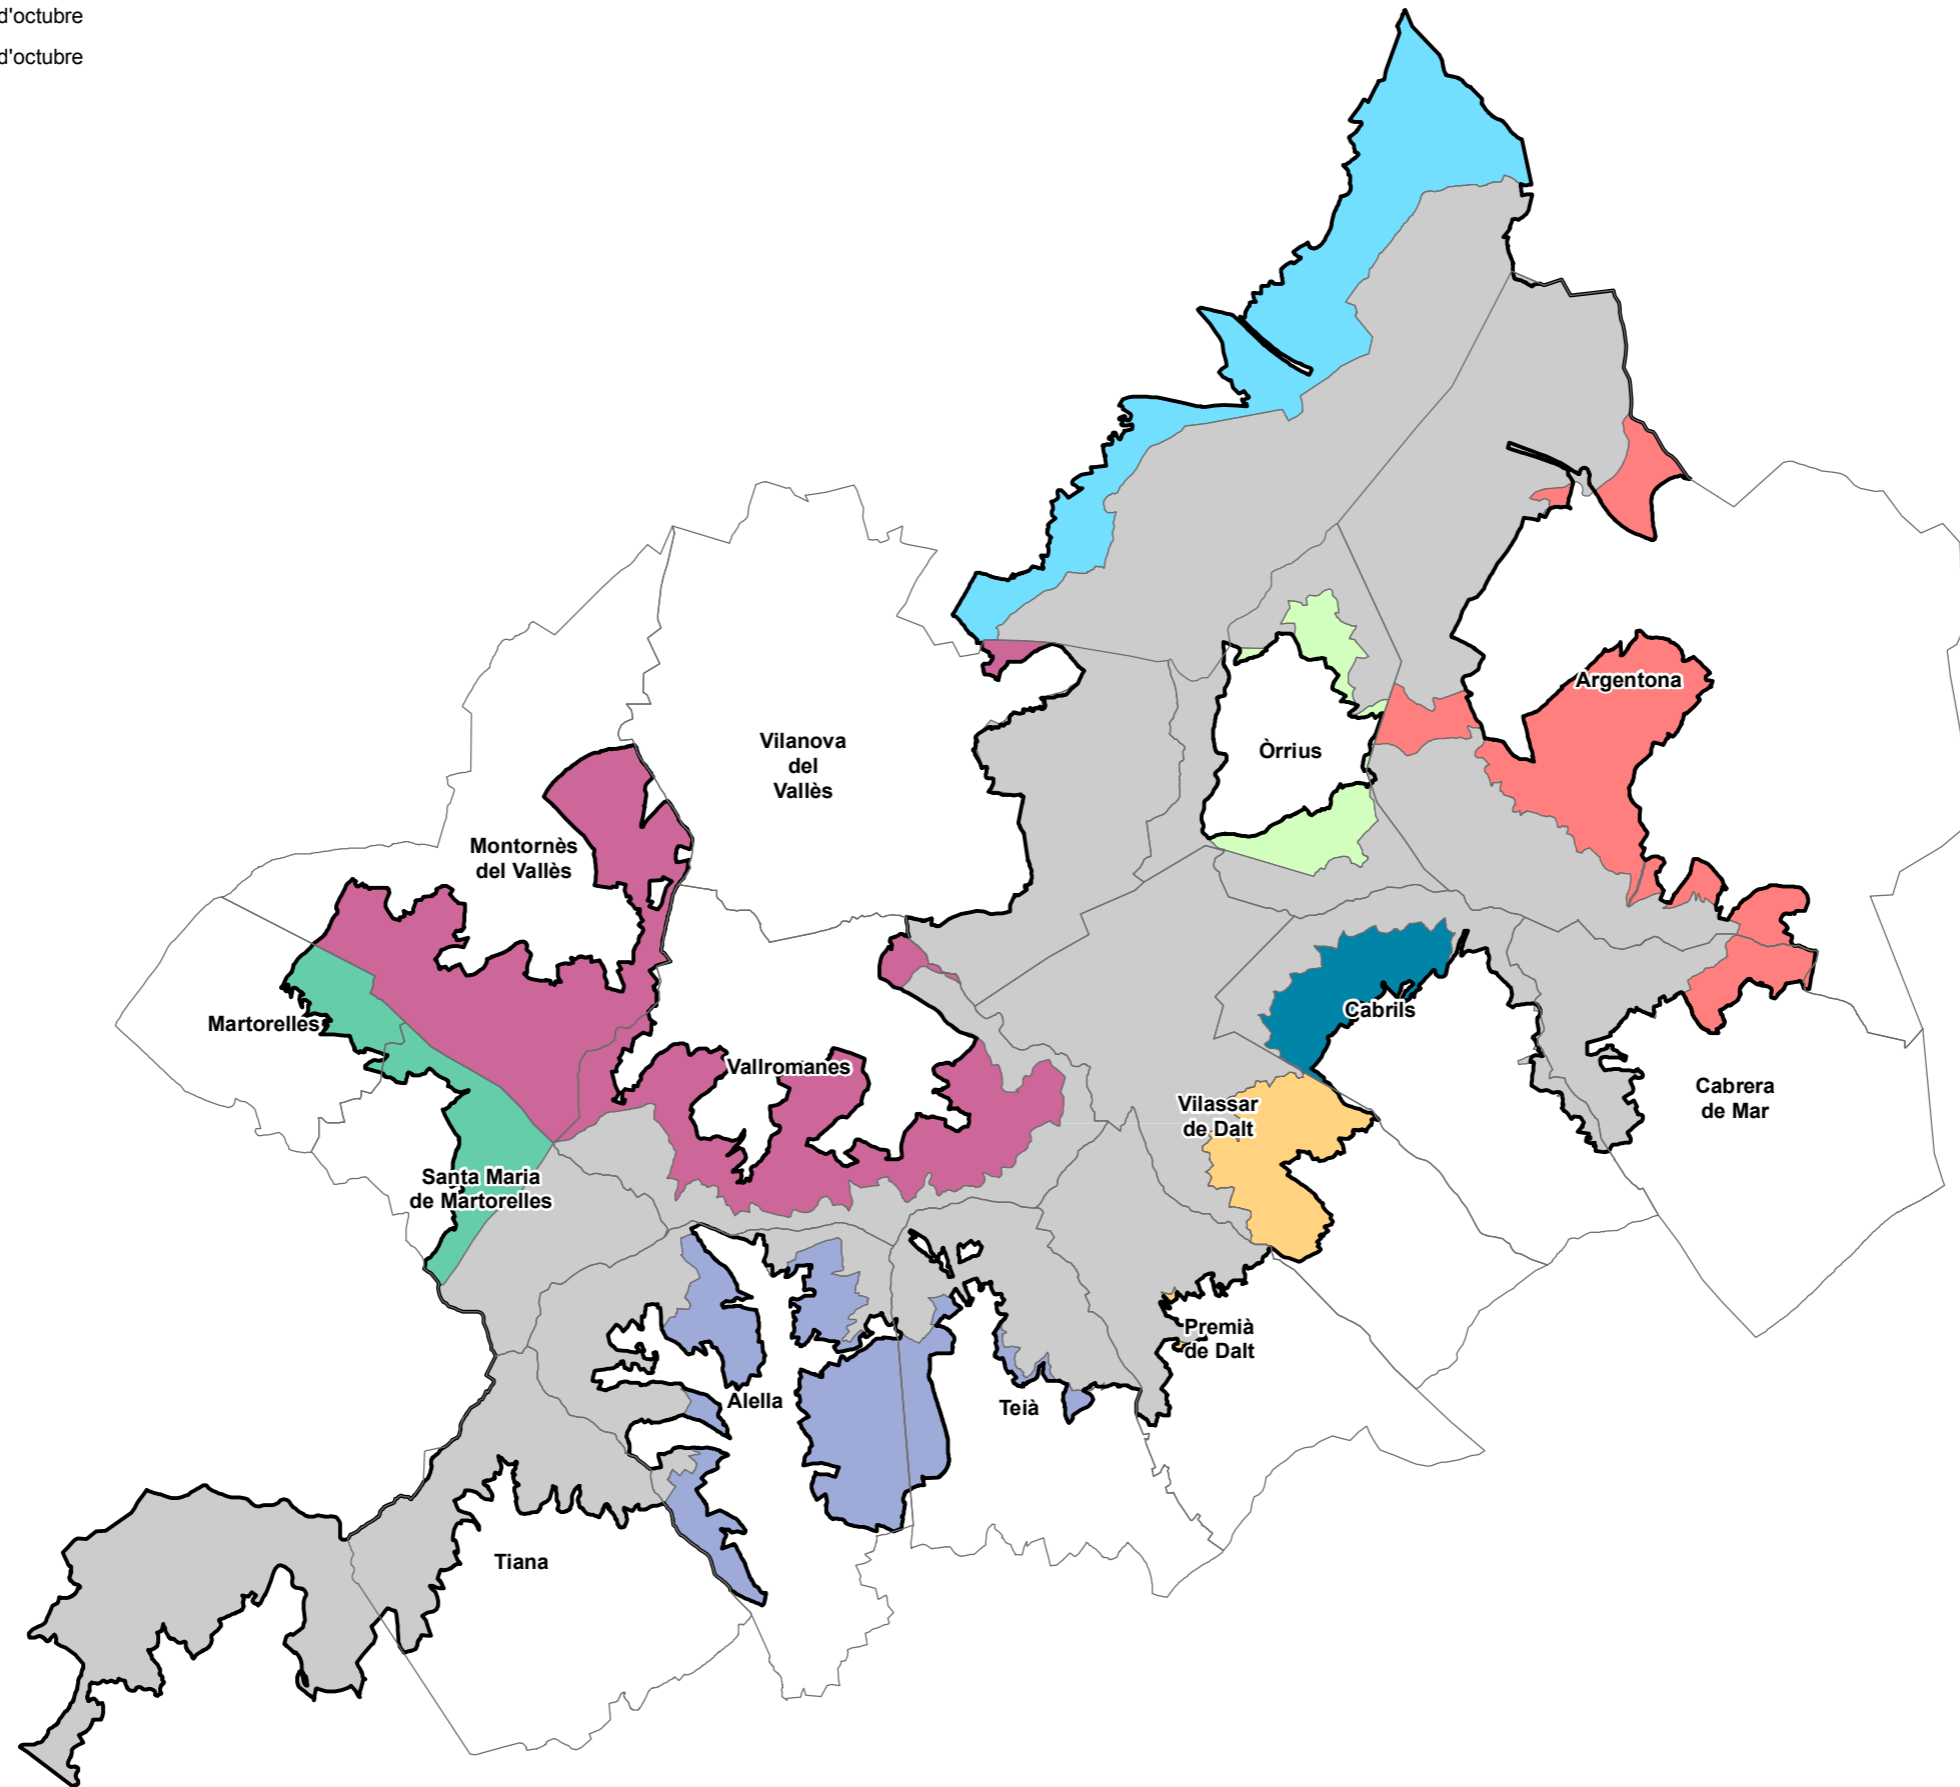 d'octubre
d'octubre
Argentona
Vilanova
del
Vallès
Òrrius
Montornès
del Vallès
Martorelles
Cabrils
Vallromanes
Cabrera
de Mar
Vilassar
de Dalt
Santa Maria
de Martorelles
Premià
de Dalt
Alella
Teià
Tiana